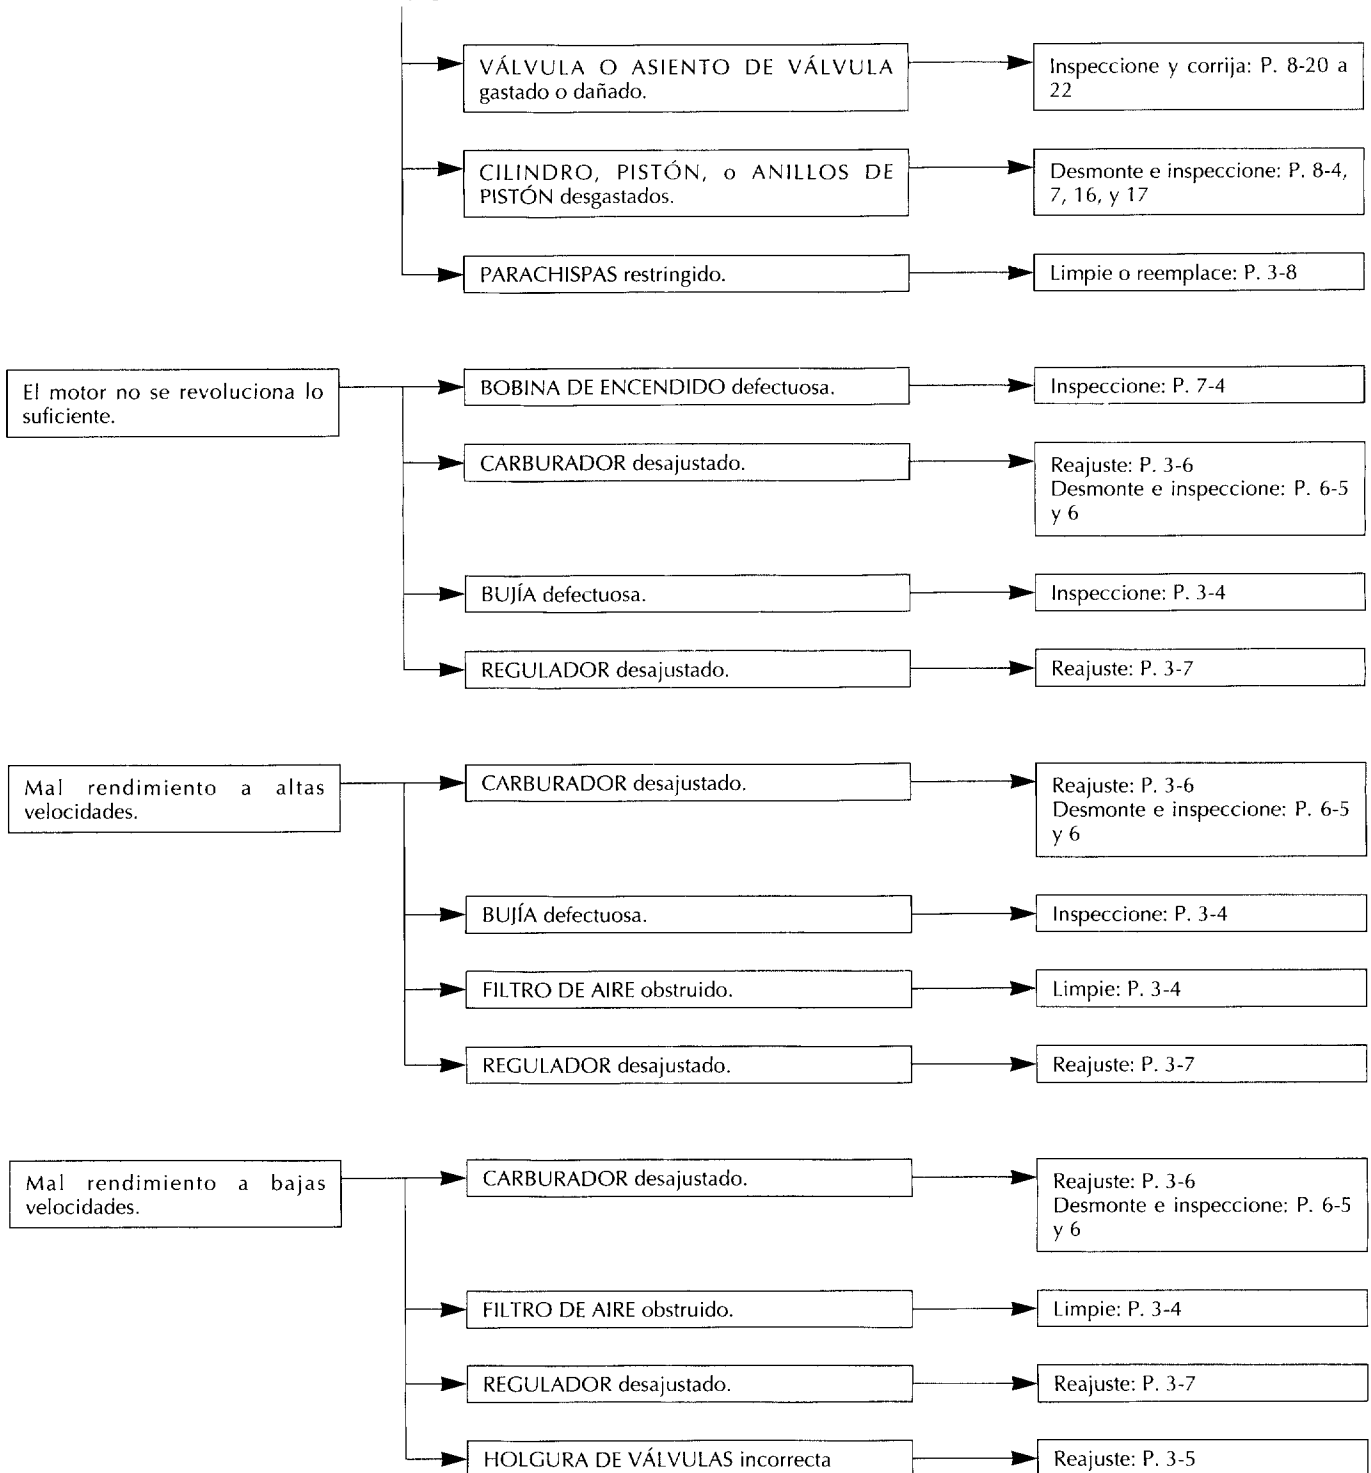 VÁLVULA O ASIENTO DE VÁLVULA
gastado o dañado.
Inspeccione y corrija: P. 8-20 a
22
CILINDRO, PISTÓN, o ANILLOS DE
PISTÓN desgastados.
Desmonte e inspeccione: P. 8-4,
7, 16, y 17
PARACHISPAS restringido.
Limpie o reemplace: P. 3-8
El motor no se revoluciona lo
suficiente.
BOBINA DE ENCENDIDO defectuosa.
Inspeccione: P. 7-4
CARBURADOR desajustado.
Reajuste: P. 3-6
Desmonte e inspeccione: P. 6-5
y 6
BUJÍA defectuosa.
Inspeccione: P. 3-4
REGULADOR desajustado.
Reajuste: P. 3-7
Mal rendimiento a altas
velocidades.
CARBURADOR desajustado.
Reajuste: P. 3-6
Desmonte e inspeccione: P. 6-5
y 6
BUJÍA defectuosa.
Inspeccione: P. 3-4
FILTRO DE AIRE obstruido.
Limpie: P. 3-4
REGULADOR desajustado.
Reajuste: P. 3-7
Mal rendimiento a bajas
velocidades.
CARBURADOR desajustado.
Reajuste: P. 3-6
Desmonte e inspeccione: P. 6-5
y 6
FILTRO DE AIRE obstruido.
Limpie: P. 3-4
REGULADOR desajustado.
Reajuste: P. 3-7
HOLGURA DE VÁLVULAS incorrecta
Reajuste: P. 3-5